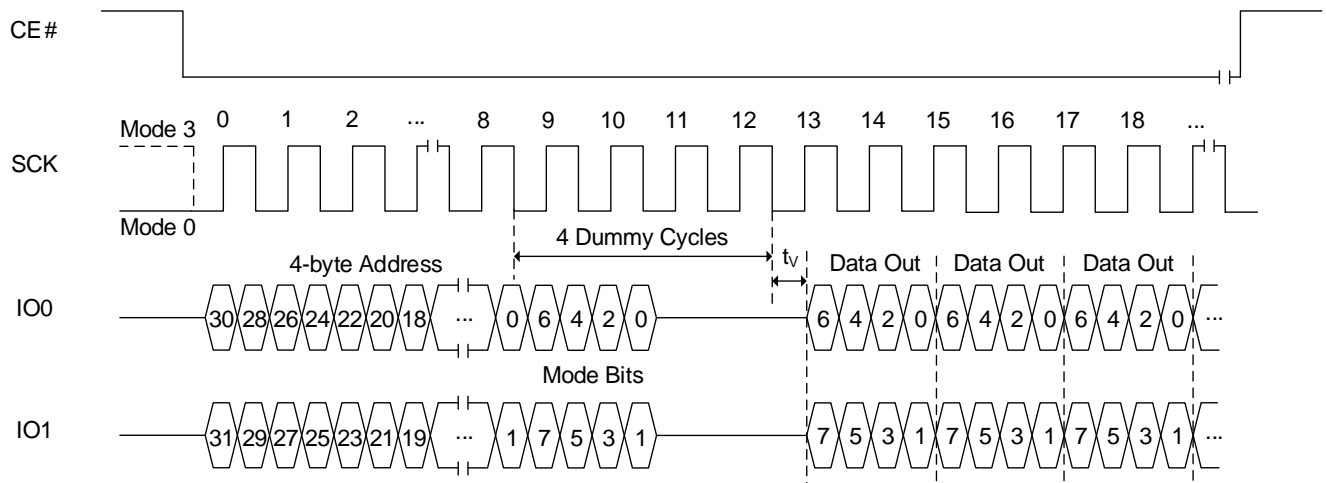 CE#
Mode 3 0 1 2 ... 8 9 10 11 12 13 14 15 16 17 18 ...
SCK
Mode 0
4 Dummy Cycles
4-byte Address tV Data Out Data Out Data Out
IO0 30 28 26 24 22 20 18 ... 0 6 4 2 0 6 4 2 0 6 4 2 0 6 4 2 0 ...
Mode Bits
IO1 31 29 27 25 23 21 19 ... 1 7 5 3 1 7 5 3 1 7 5 3 1 7 5 3 1 ...